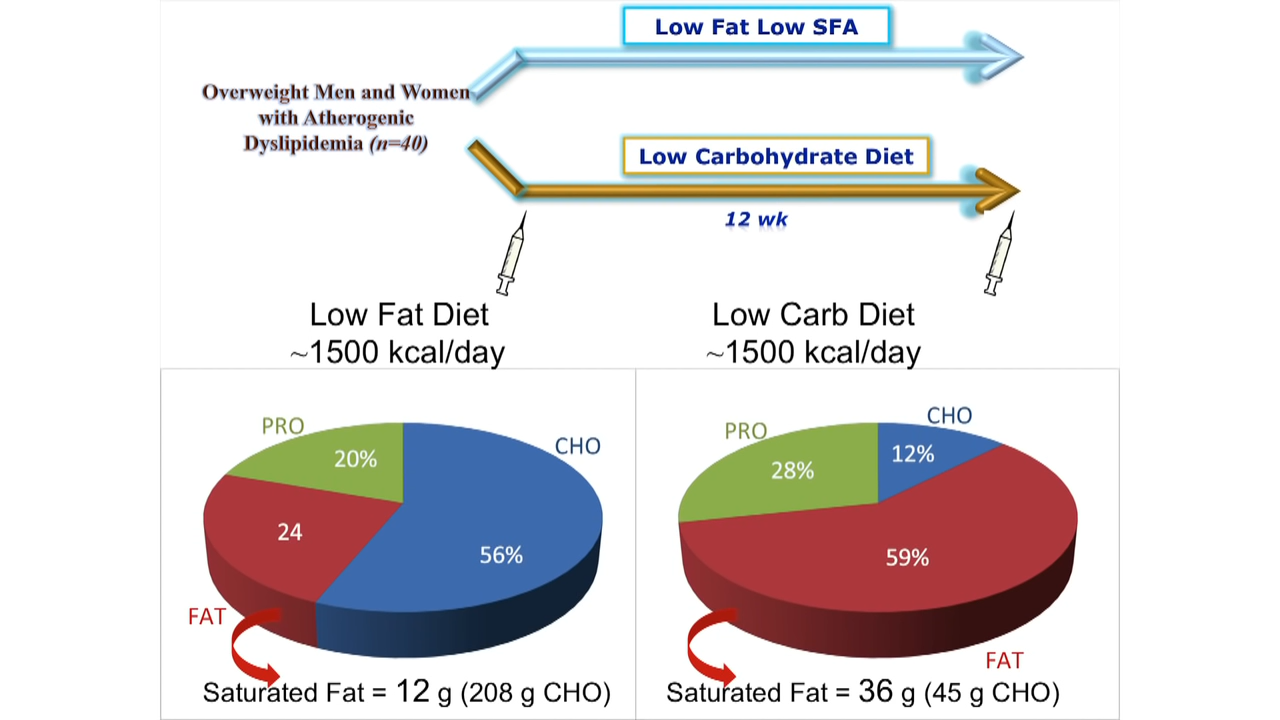 Low Fat Low SFA
Overweight Men and Women
with Atherogenic
Dyslipidemia (n=40)
Low Carbohydrate Diet
12 wk
Low Fat Diet
~1500 kcal/day
Low Carb Diet
~1500 kcal/day
PRO
20%
CHO
24
56%
FAT
Saturated Fat = 12 g (208 g CHO)
CHO
PRO
12%
28%
59%
FAT
Saturated Fat = 36 g (45 g CHO)